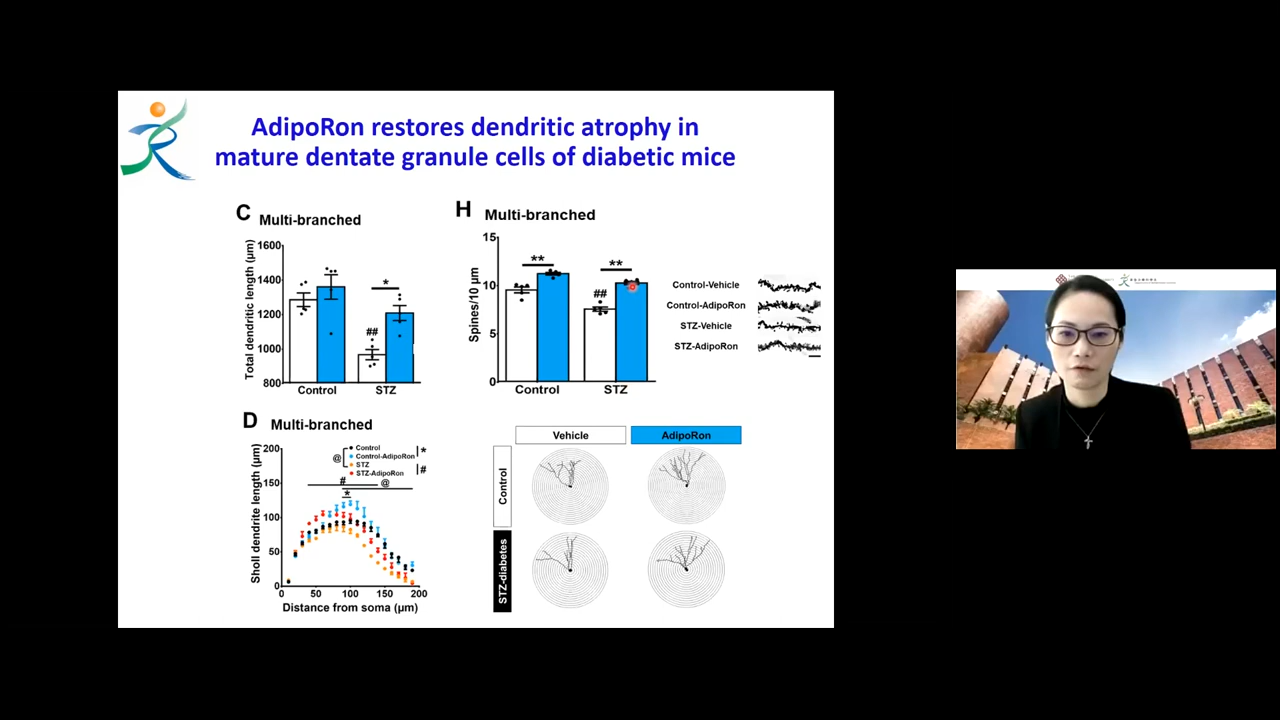 AdipoRon restores dendritic atrophy in
mature dentate granule cells of diabetic mice
C Multi-branched
Total dendritic length (µm)
1600
1400
1200
1000
800
##
*
Control
STZ
H Multi-branched
Spines/10 µm
15
10
5
0
**
##
**
Control
STZ
Control-Vehicle
Control-AdipoRon
STZ-Vehicle
STZ-AdipoRon
D Multi-branched
Sholl dendrite length (µm)
200
150
100
50
0
@
Control
Control-AdipoRon
STZ
STZ-AdipoRon
*
#
#
@
*
0 50 100 150 200
Distance from soma (µm)
Vehicle
AdipoRon
Control
STZ-diabetes